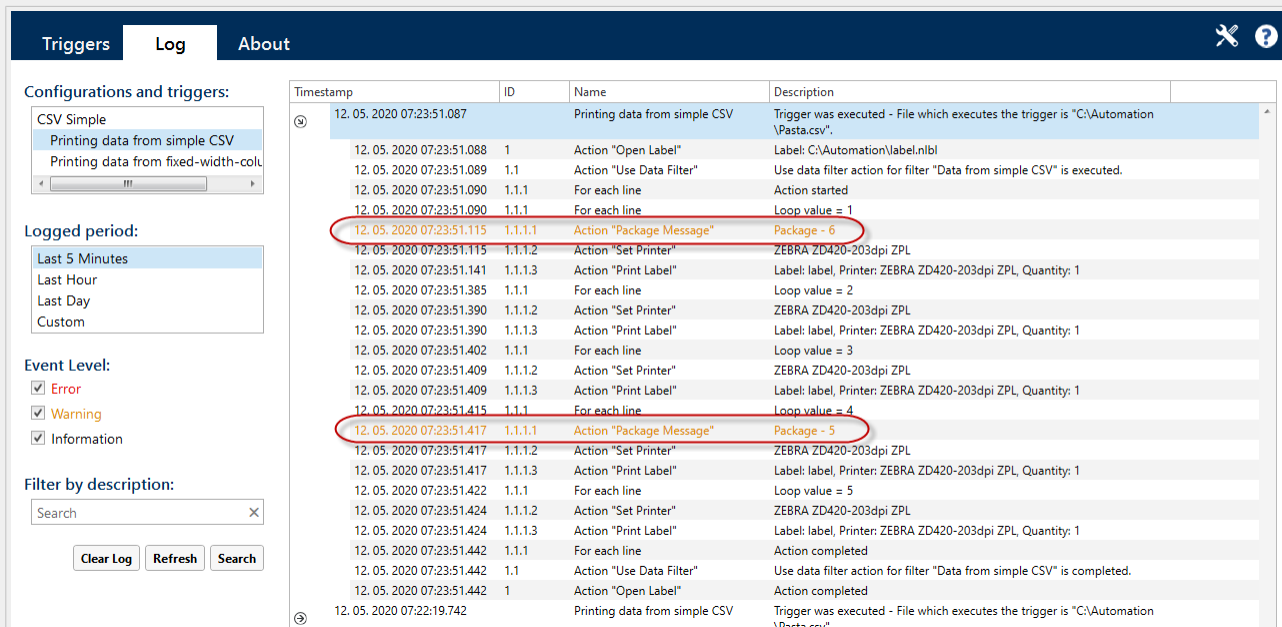 Triggers Log About
Configurations and triggers:
CSV Simple
Printing data from simple CSV
Printing data from fixed-width-colu
Logged period:
Last 5 Minutes
Last Hour
Last Day
Custom
Event Level:
Error
Warning
Information
Filter by description:
Search
Clear Log Refresh Search
Timestamp ID Name Description
12. 05. 2020 07:23:51.087 Printing data from simple CSV Trigger was executed - File which executes the trigger is "C:\Automation
\Pasta.csv".
12. 05. 2020 07:23:51.088 1 Action "Open Label" Label: C:\Automation\label.nlbl
12. 05. 2020 07:23:51.089 1.1 Action "Use Data Filter" Use data filter action for filter "Data from simple CSV" is executed.
12. 05. 2020 07:23:51.090 1.1.1 For each line Action started
12. 05. 2020 07:23:51.090 1.1.1 For each line Loop value = 1
12. 05. 2020 07:23:51.115 1.1.1.1 Action "Package Message" Package - 6
12. 05. 2020 07:23:51.115 1.1.1.2 Action "Set Printer" ZEBRA ZD420-203dpi ZPL
12. 05. 2020 07:23:51.141 1.1.1.3 Action "Print Label" Label: label, Printer: ZEBRA ZD420-203dpi ZPL, Quantity: 1
12. 05. 2020 07:23:51.385 1.1.1 For each line Loop value = 2
12. 05. 2020 07:23:51.390 1.1.1.2 Action "Set Printer" ZEBRA ZD420-203dpi ZPL
12. 05. 2020 07:23:51.390 1.1.1.3 Action "Print Label" Label: label, Printer: ZEBRA ZD420-203dpi ZPL, Quantity: 1
12. 05. 2020 07:23:51.402 1.1.1 For each line Loop value = 3
12. 05. 2020 07:23:51.409 1.1.1.2 Action "Set Printer" ZEBRA ZD420-203dpi ZPL
12. 05. 2020 07:23:51.409 1.1.1.3 Action "Print Label" Label: label, Printer: ZEBRA ZD420-203dpi ZPL, Quantity: 1
12. 05. 2020 07:23:51.415 1.1.1 For each line Loop value = 4
12. 05. 2020 07:23:51.417 1.1.1.1 Action "Package Message" Package - 5
12. 05. 2020 07:23:51.417 1.1.1.2 Action "Set Printer" ZEBRA ZD420-203dpi ZPL
12. 05. 2020 07:23:51.417 1.1.1.3 Action "Print Label" Label: label, Printer: ZEBRA ZD420-203dpi ZPL, Quantity: 1
12. 05. 2020 07:23:51.422 1.1.1 For each line Loop value = 5
12. 05. 2020 07:23:51.424 1.1.1.2 Action "Set Printer" ZEBRA ZD420-203dpi ZPL
12. 05. 2020 07:23:51.424 1.1.1.3 Action "Print Label" Label: label, Printer: ZEBRA ZD420-203dpi ZPL, Quantity: 1
12. 05. 2020 07:23:51.442 1.1.1 For each line Action completed
12. 05. 2020 07:23:51.442 1.1 Action "Use Data Filter" Use data filter action for filter "Data from simple CSV" is completed.
12. 05. 2020 07:23:51.442 1 Action "Open Label" Action completed
12. 05. 2020 07:22:19.742 Printing data from simple CSV Trigger was executed - File which executes the trigger is "C:\Automation
\Pasta.csv"